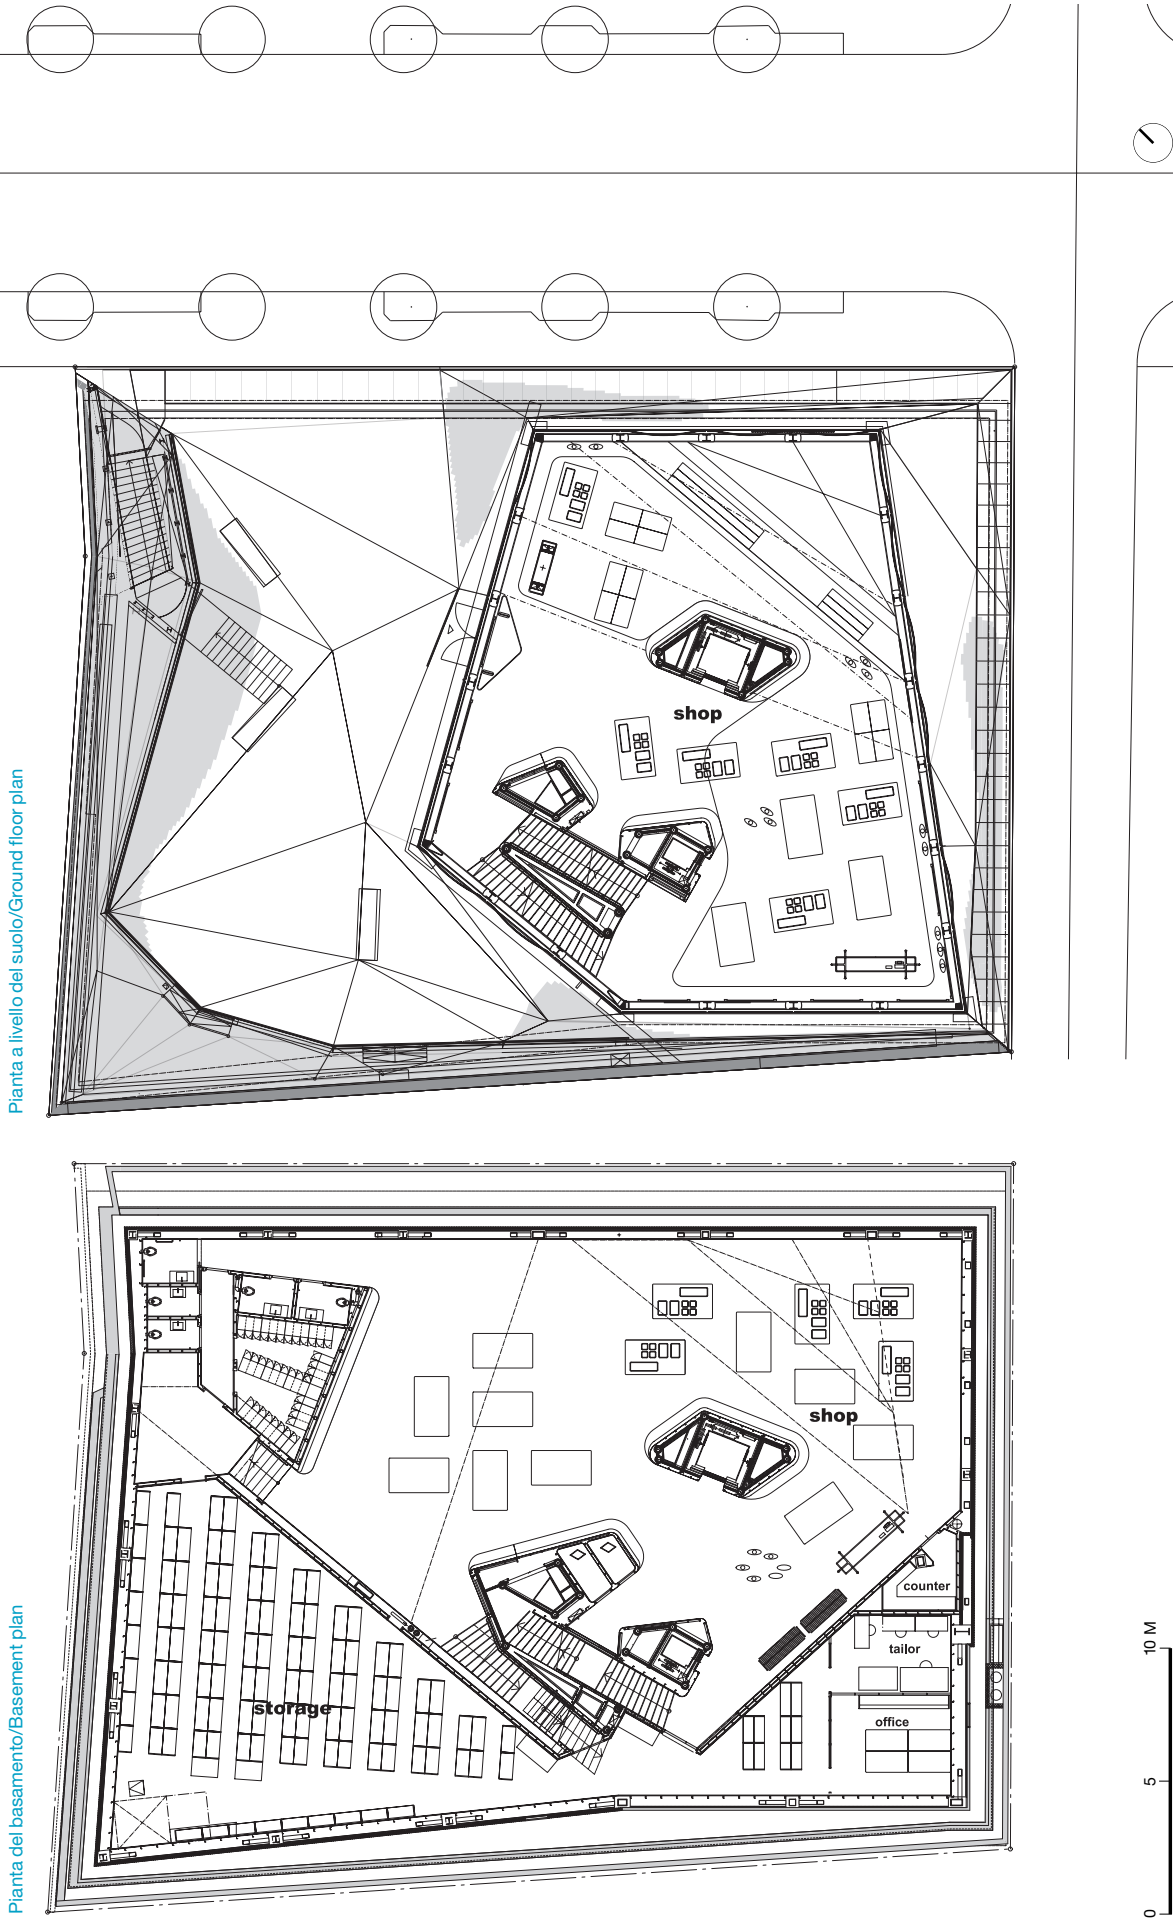 Pianta a livello del suolo/Ground floor plan
shop
Pianta del basamento/Basement plan
shop
counter
tailor
office
storage
0
5
10 M